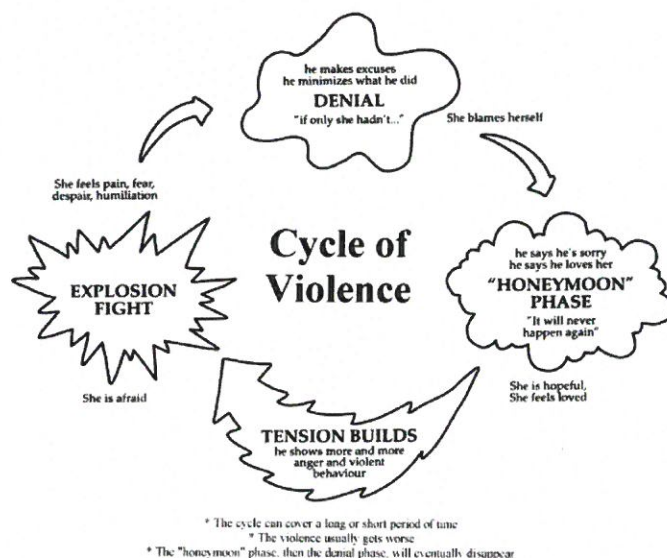 he makes excuses
he minimizes what he did
DENIAL
"if only she hadn't..."
She blames herself
She feels pain, fear,
despair, humiliation
Cycle of
Violence
he says he's sorry
he says he loves her
"HONEYMOON"
PHASE
"It will never
happen again"
EXPLOSION
FIGHT
She is hopeful,
She feels loved
She is afraid
TENSION BUILDS
he shows more and more
anger and violent
behaviour
* The cycle can cover a long or short period of time
* The violence usually gets worse
* The "honeymoon" phase, then the denial phase, will eventually disappear